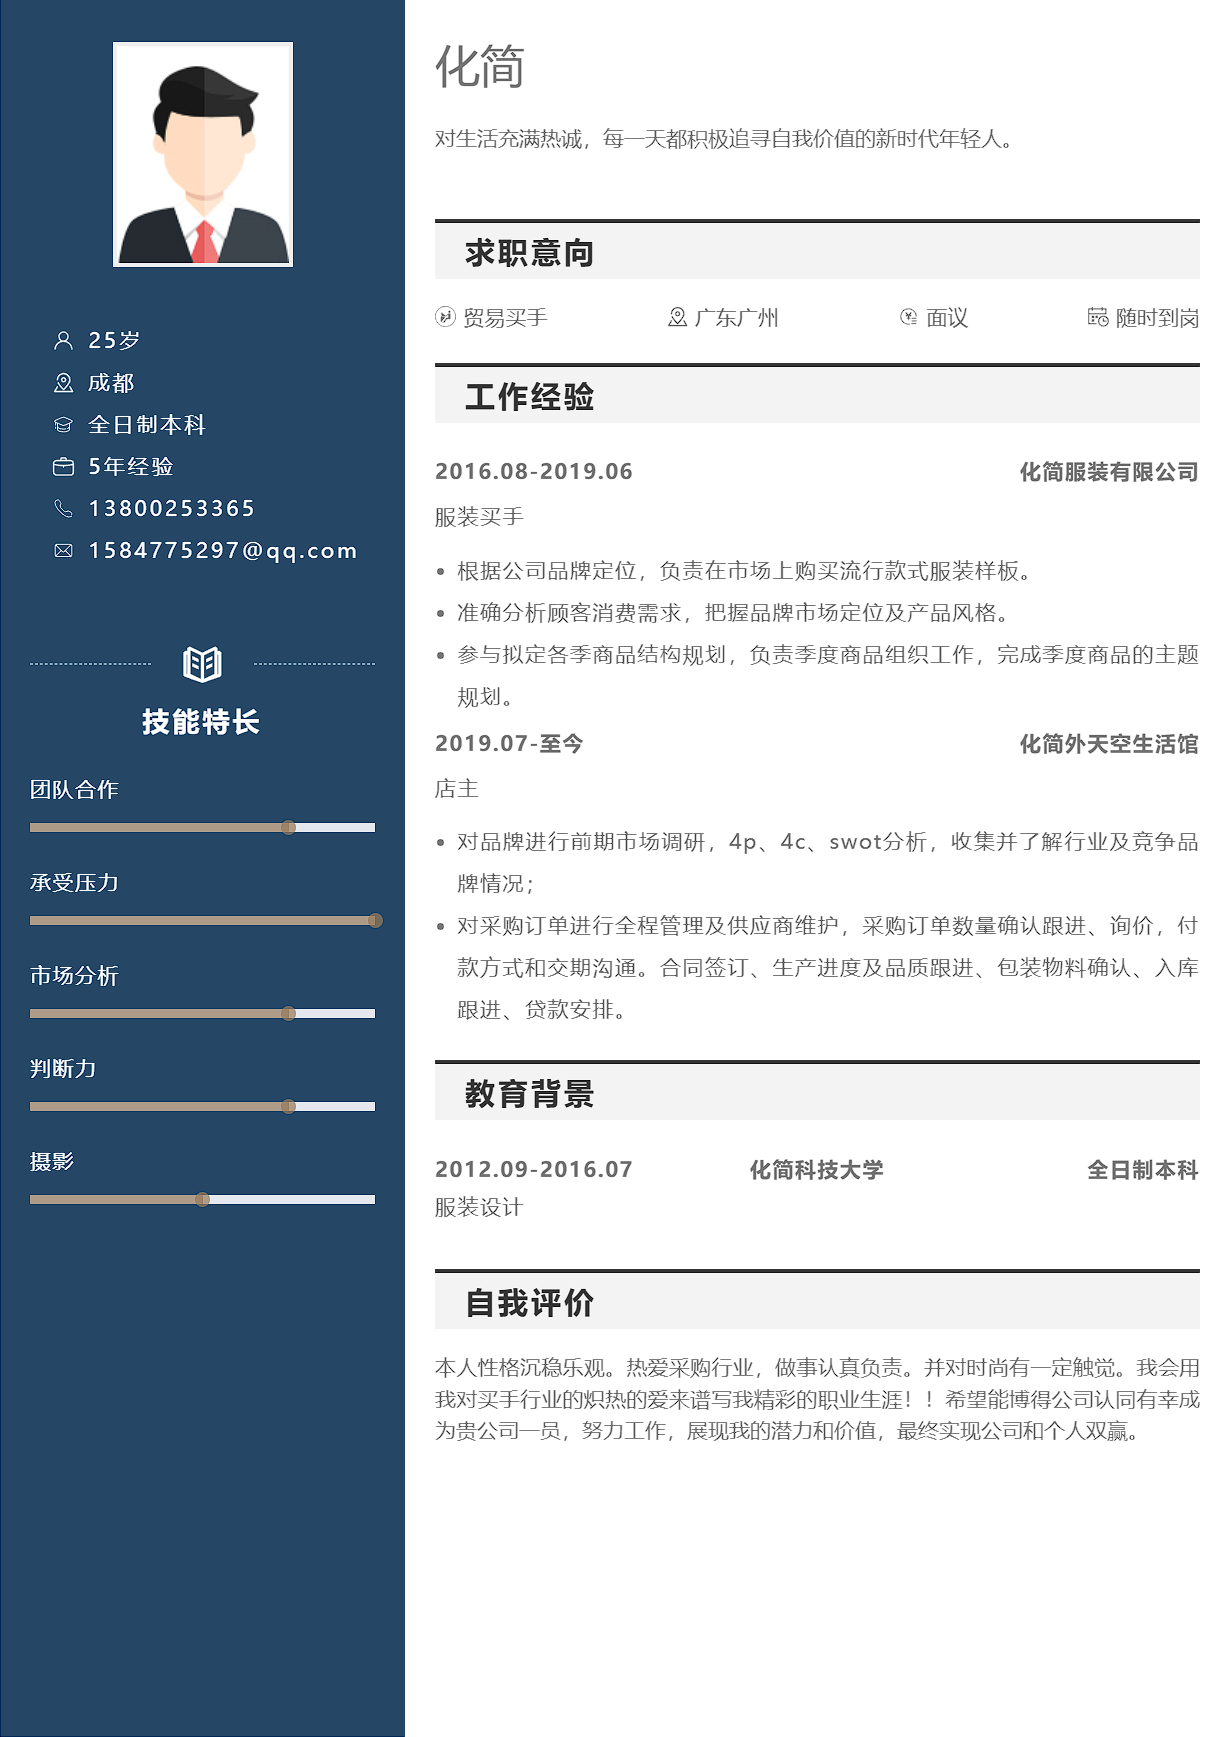 25岁
成都
全日制本科
5年经验
13800253365
1584775297@qq.com
技能特长
团队合作
承受压力
市场分析
判断力
摄影
化简
对生活充满热诚，每一天都积极追寻自我价值的新时代年轻人。
求职意向
贸易买手 广东广州 面议 随时到岗
工作经验
2016.08-2019.06 化简服装有限公司
服装买手
• 根据公司品牌定位，负责在市场上购买流行款式服装样板。
• 准确分析顾客消费需求，把握品牌市场定位及产品风格。
• 参与拟定各季商品结构规划，负责季度商品组织工作，完成季度商品的主题
规划。
2019.07-至今 化简外天空生活馆
店主
• 对品牌进行前期市场调研，4p、4c、swot分析，收集并了解行业及竞争品
牌情况；
• 对采购订单进行全程管理及供应商维护，采购订单数量确认跟进、询价，付
款方式和交期沟通。合同签订、生产进度及品质跟进、包装物料确认、入库
跟进、贷款安排。
教育背景
2012.09-2016.07 化简科技大学 全日制本科
服装设计
自我评价
本人性格沉稳乐观。热爱采购行业，做事认真负责。并对时尚有一定触觉。我会用
我对买手行业的炽热的爱来谱写我精彩的职业生涯！！希望能博得公司认同有幸成
为贵公司一员，努力工作，展现我的潜力和价值，最终实现公司和个人双赢。